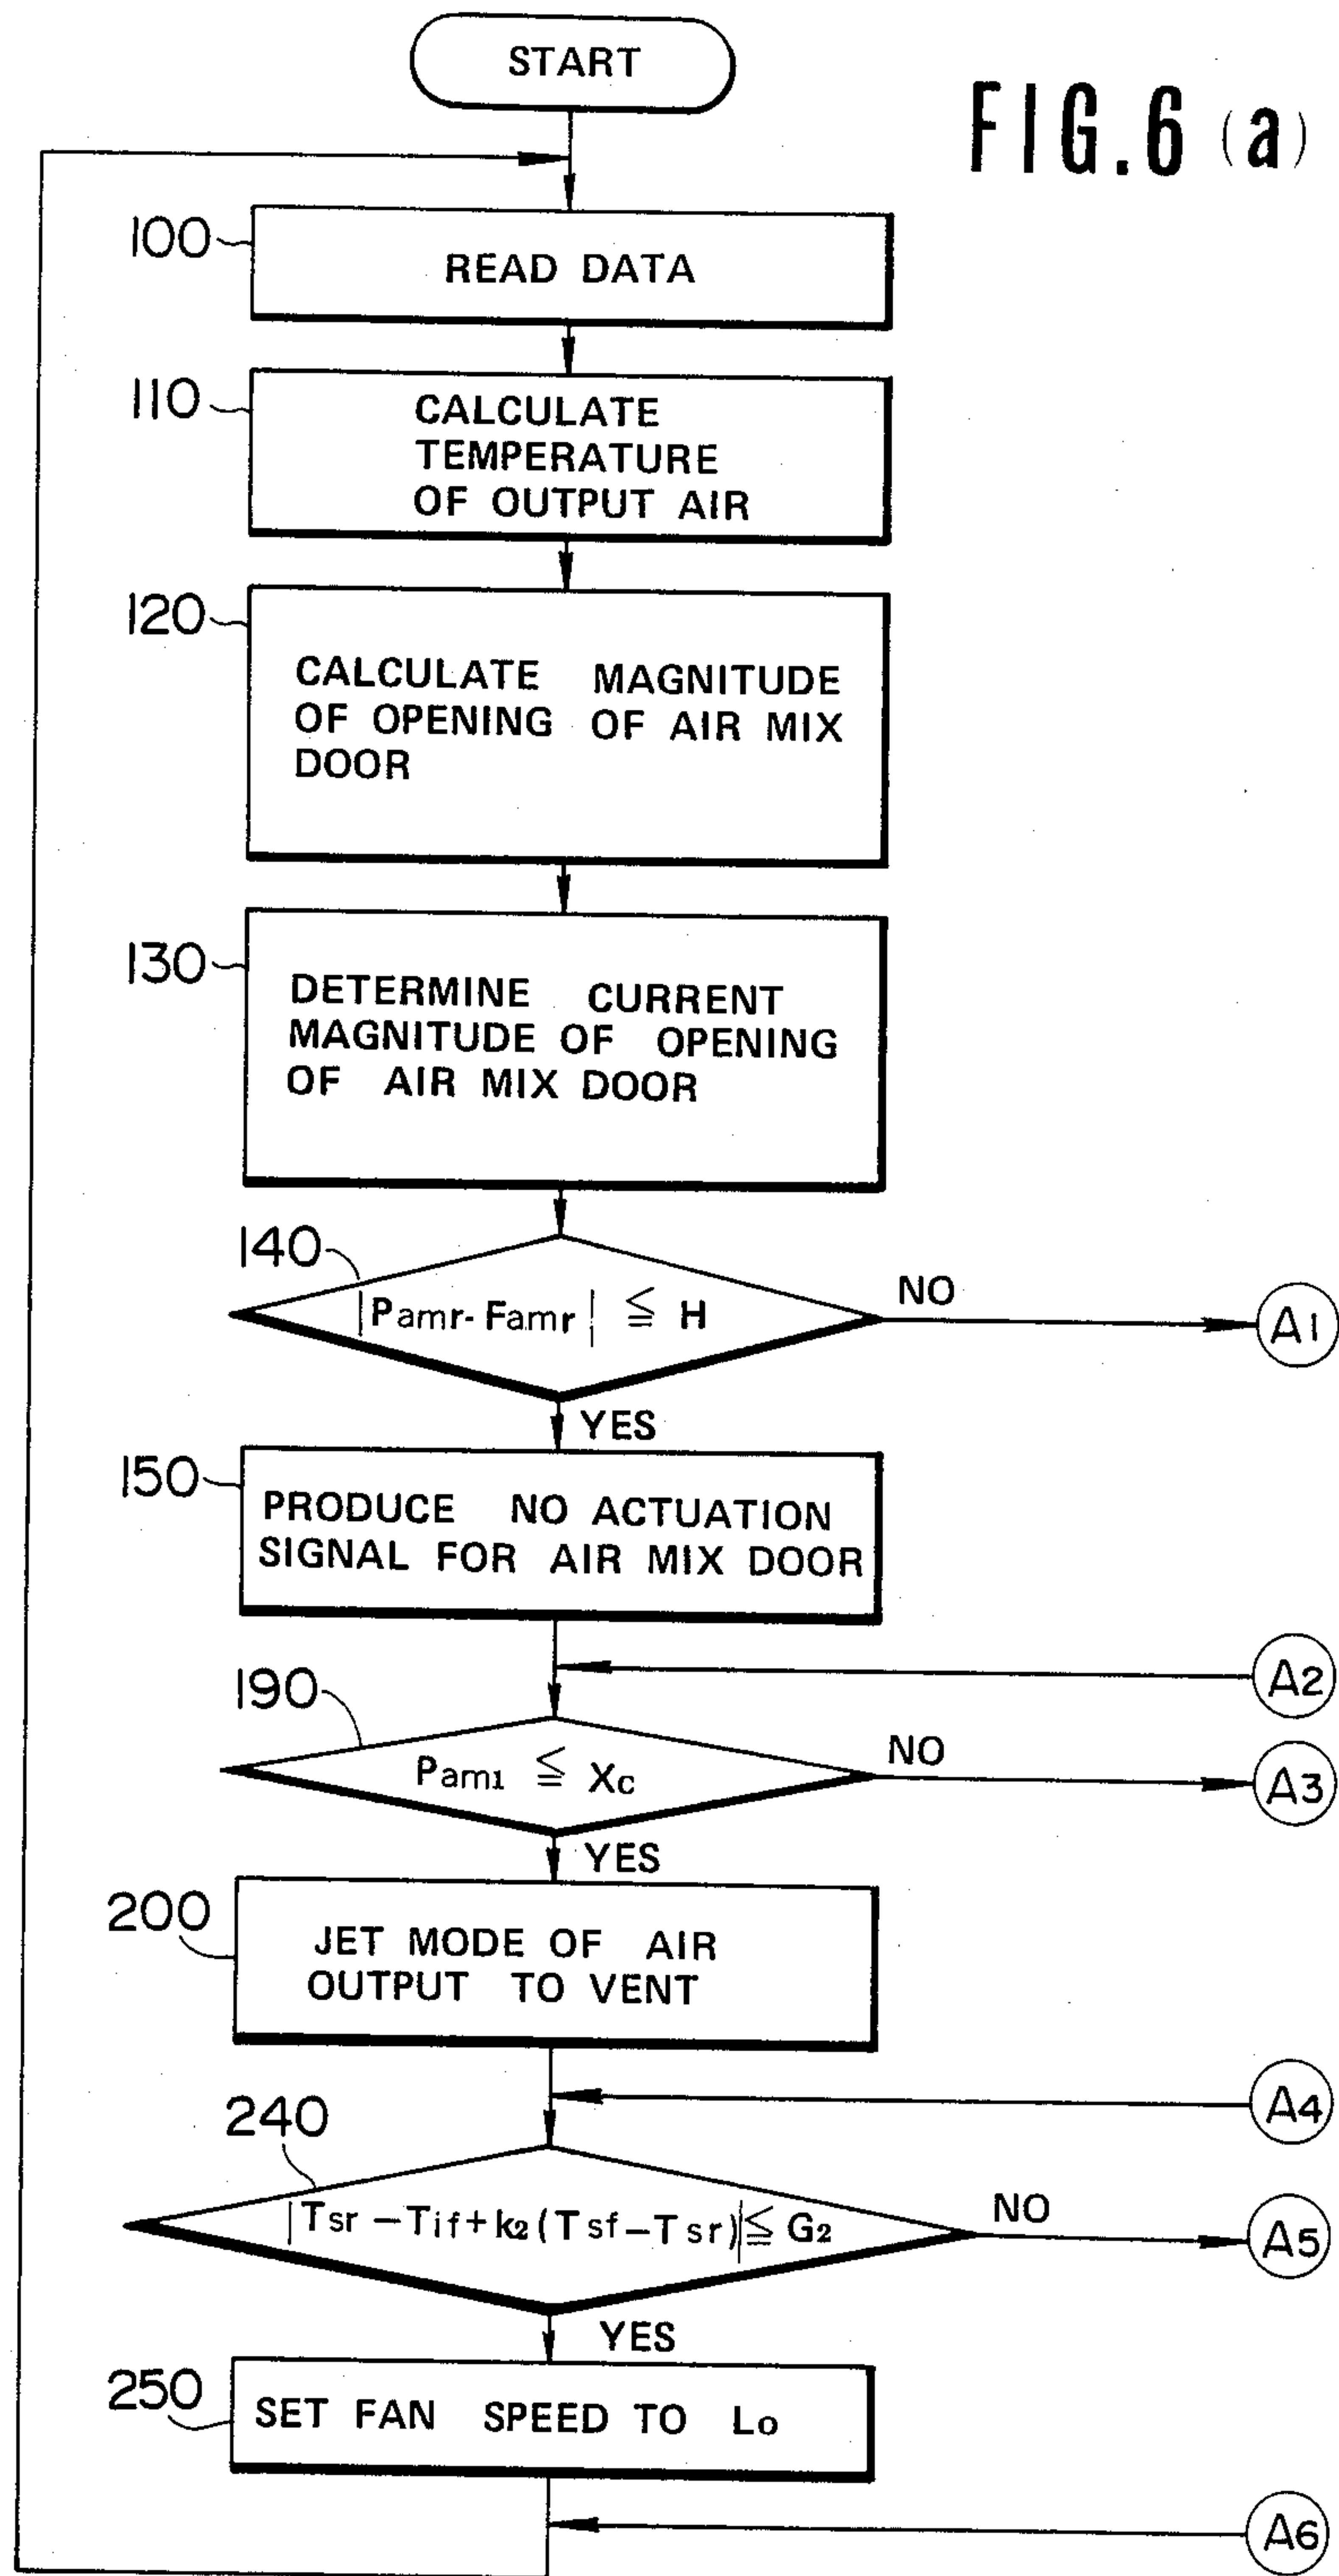 START
FIG.6 (a)
100
READ DATA
110
CALCULATE
TEMPERATURE
OF OUTPUT AIR
120
CALCULATE MAGNITUDE
OF OPENING OF AIR MIX
DOOR
130
DETERMINE CURRENT
MAGNITUDE OF OPENING
OF AIR MIX DOOR
140
|Pamr-Famr| ≦ H
NO
A1
YES
150
PRODUCE NO ACTUATION
SIGNAL FOR AIR MIX DOOR
A2
190
Pam1 ≦ Xc
NO
A3
YES
200
JET MODE OF AIR
OUTPUT TO VENT
A4
240
|Tsr-Tif+k2(Tsf-Tsr)|≦G2
NO
A5
YES
250
SET FAN SPEED TO Lo
A6